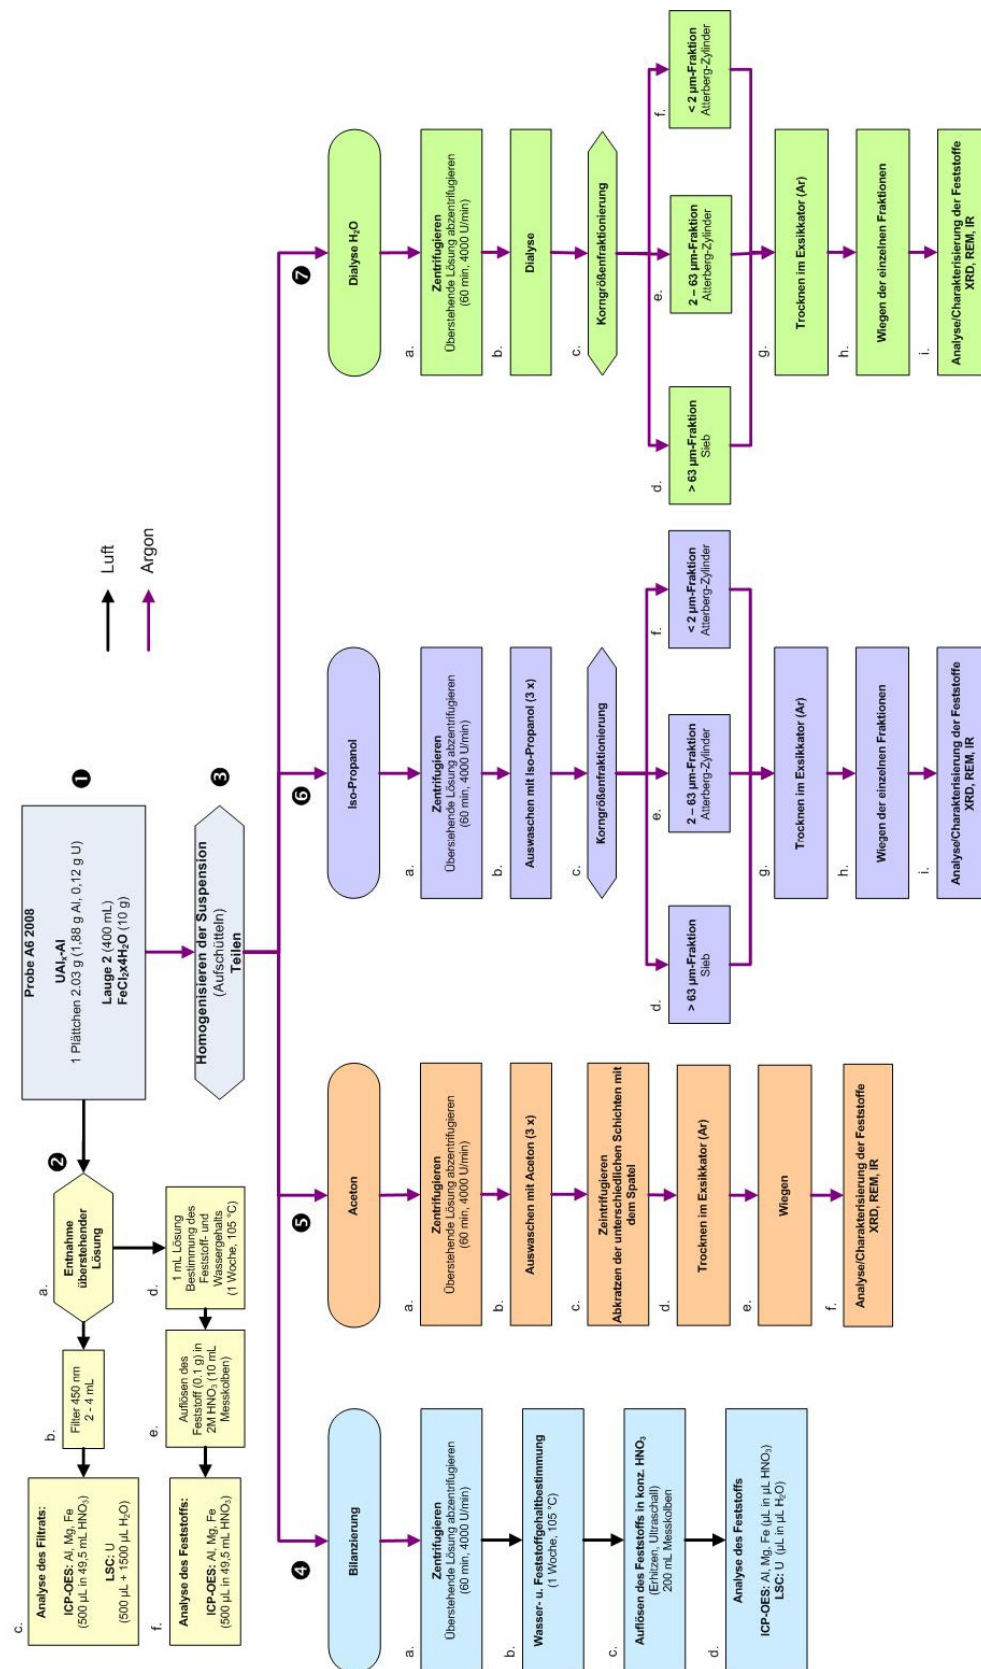 Probe A6 2008
UAlₓ-Al
1 Plättchen 2.03 g (1,88 g Al, 0,12 g U)
Lauge 2 (400 mL)
FeCl₂x4H₂O (10 g)
❶
Luft
Argon
❷
a.
Entnahme
überstehender
Lösung
b.
Filter 450 nm
2 - 4 mL
c.
Analyse des Filtrats:
ICP-OES: Al, Mg, Fe
(500 µL in 49,5 mL HNO₃)
LSC: U
(500 µL + 1500 µL H₂O)
d.
1 mL Lösung
Bestimmung des
Feststoff- und
Wassergehalts
(1 Woche, 105 °C)
e.
Auflösen des
Feststoff (0.1 g) in
2M HNO₃ (10 mL
Messkolben)
f.
Analyse des Feststoffs:
ICP-OES: Al, Mg, Fe
(500 µL in 49,5 mL HNO₃)
❸
Homogenisieren der Suspension
(Aufschütteln)
Teilen
❹
Bilanzierung
a.
Zentrifugieren
Überstehende Lösung abzentrifugieren
(60 min, 4000 U/min)
b.
Wasser- u. Feststoffgehaltbestimmung
(1 Woche, 105 °C)
c.
Auflösen des Feststoffs in konz. HNO₃
(Erhitzen, Ultraschall)
200 mL Messkolben
d.
Analyse des Feststoffs
ICP-OES: Al, Mg, Fe (µL in µL HNO₃)
LSC: U (µL in µL H₂O)
❺
Aceton
a.
Zentrifugieren
Überstehende Lösung abzentrifugieren
(60 min, 4000 U/min)
b.
Auswaschen mit Aceton (3 x)
c.
Zeintrifugieren
Abkratzen der unterschiedlichen Schichten mit
dem Spatel
d.
Trocknen im Exsikkator (Ar)
e.
Wiegen
f.
Analyse/Charakterisierung der Feststoffe
XRD, REM, IR
❻
Iso-Propanol
a.
Zentrifugieren
Überstehende Lösung abzentrifugieren
(60 min, 4000 U/min)
b.
Auswaschen mit Iso-Propanol (3 x)
c.
Korngrößenfraktionierung
d.
> 63 µm-Fraktion
Sieb
e.
2 – 63 µm-Fraktion
Atterberg-Zylinder
f.
< 2 µm-Fraktion
Atterberg-Zylinder
g.
Trocknen im Exsikkator (Ar)
h.
Wiegen der einzelnen Fraktionen
i.
Analyse/Charakterisierung der Feststoffe
XRD, REM, IR
❼
Dialyse H₂O
a.
Zentrifugieren
Überstehende Lösung abzentrifugieren
(60 min, 4000 U/min)
b.
Dialyse
c.
Korngrößenfraktionierung
d.
> 63 µm-Fraktion
Sieb
e.
2 – 63 µm-Fraktion
Atterberg-Zylinder
f.
< 2 µm-Fraktion
Atterberg-Zylinder
g.
Trocknen im Exsikkator (Ar)
h.
Wiegen der einzelnen Fraktionen
i.
Analyse/Charakterisierung der Feststoffe
XRD, REM, IR